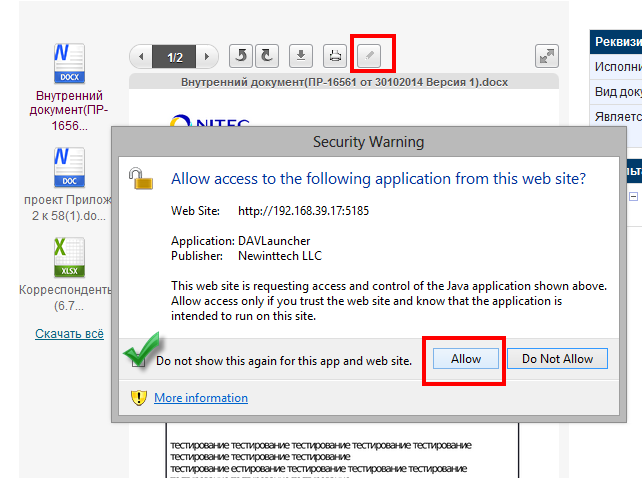 1/2
Внутренний документ(ПР-16561 от 30102014 Версия 1).docx
DOCX
Внутренний
документ(ПР-
1656...
DOC
проект Прилож
2 к 58(1).do...
XLSX
Корреспонденть
(6.7...
Скачать всё
Реквизи
Исполни
Вид доку
Являетс
NITEC
Security Warning
Allow access to the following application from this web site?
Web Site: http://192.168.39.17:5185
Application: DAVLauncher
Publisher: Newinttech LLC
This web site is requesting access and control of the Java application shown above.
Allow access only if you trust the web site and know that the application is
intended to run on this site.
Do not show this again for this app and web site.
Allow
Do Not Allow
More information
тестирование тестирование тестирование тестирование тестирование
тестирование тестирование тестирование
тестирование естирование тестирование тестирование тестирование